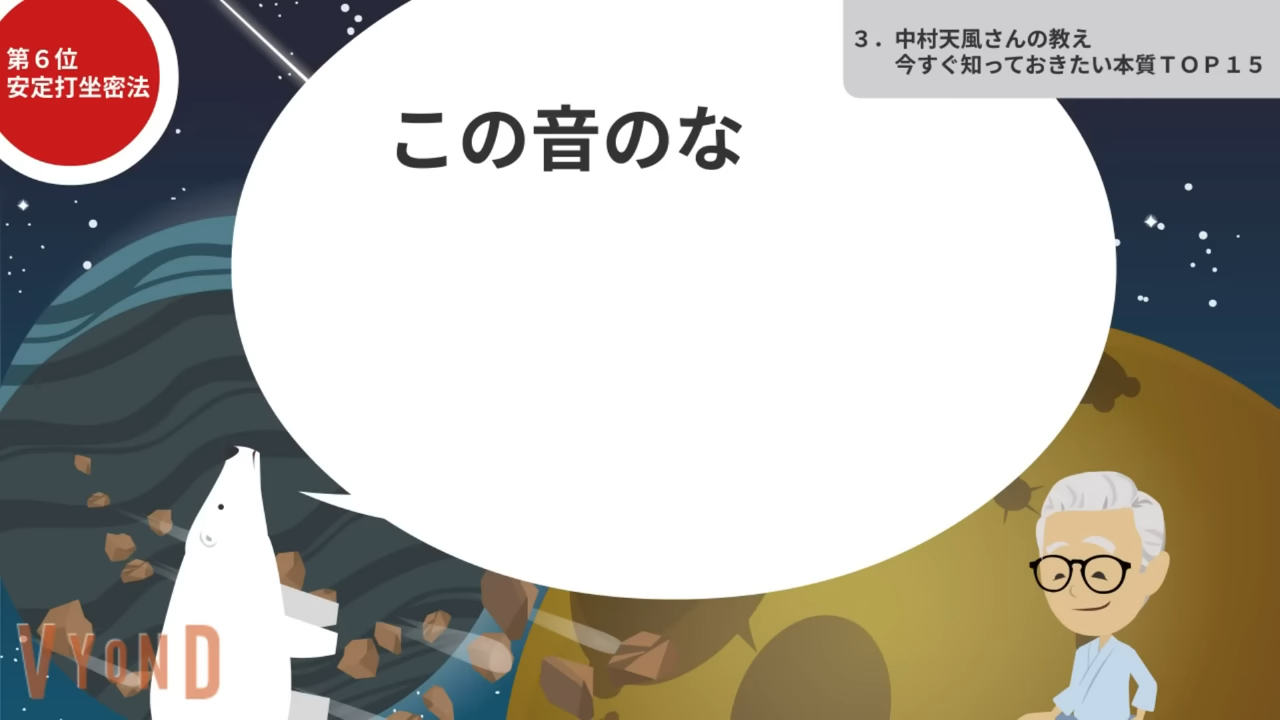 第６位
安定打坐密法
３．中村天風さんの教え
今すぐ知っておきたい本質ＴＯＰ１５
この音のな
VYOND